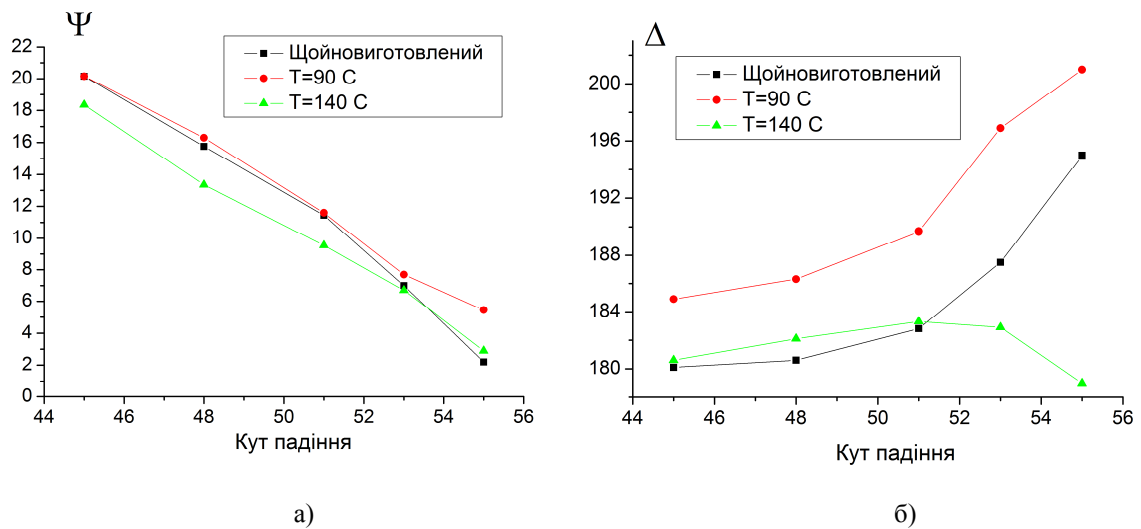 Ψ
Щойновиготовлений
T=90 C
T=140 C
22
20
18
16
14
12
10
8
6
4
2
0
44 46 48 50 52 54 56
Кут падіння
а)
Δ
Щойновиготовлений
T=90 C
T=140 C
200
196
192
188
184
180
44 46 48 50 52 54 56
Кут падіння
б)